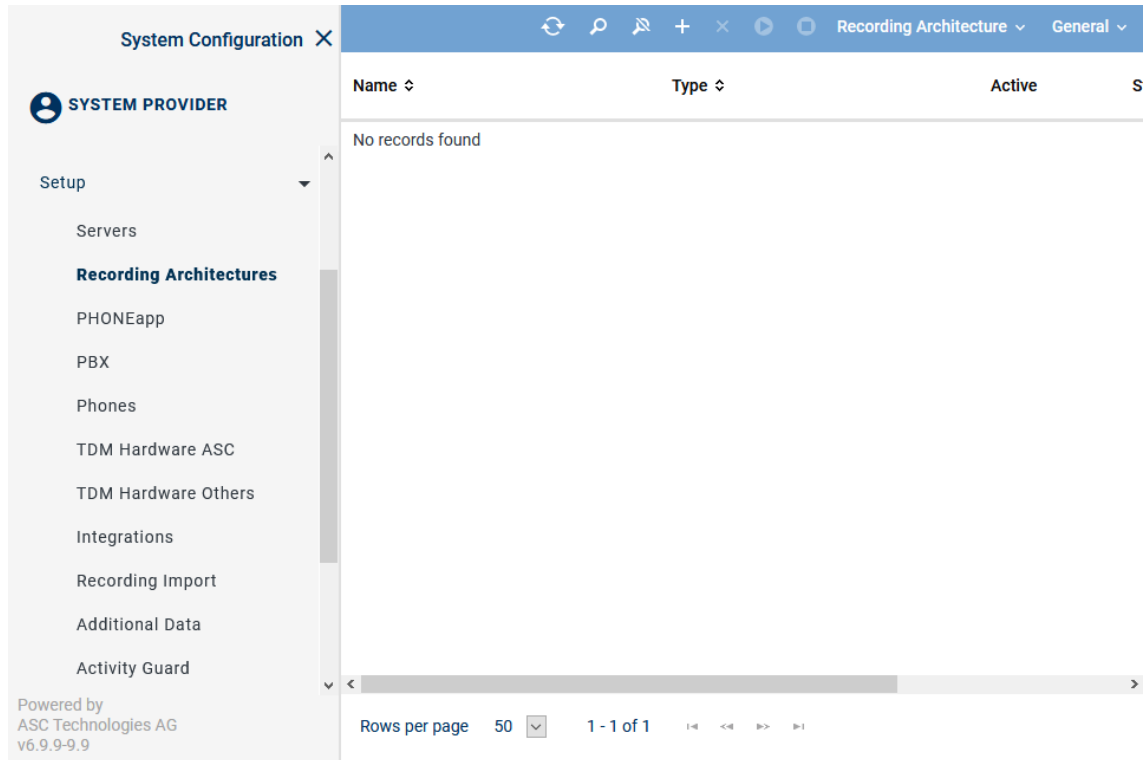 System Configuration
Recording Architecture
General
SYSTEM PROVIDER
Name
Type
Active
S
No records found
Setup
Servers
Recording Architectures
PHONEapp
PBX
Phones
TDM Hardware ASC
TDM Hardware Others
Integrations
Recording Import
Additional Data
Activity Guard
Powered by
ASC Technologies AG
v6.9.9-9.9
Rows per page 50 1 - 1 of 1